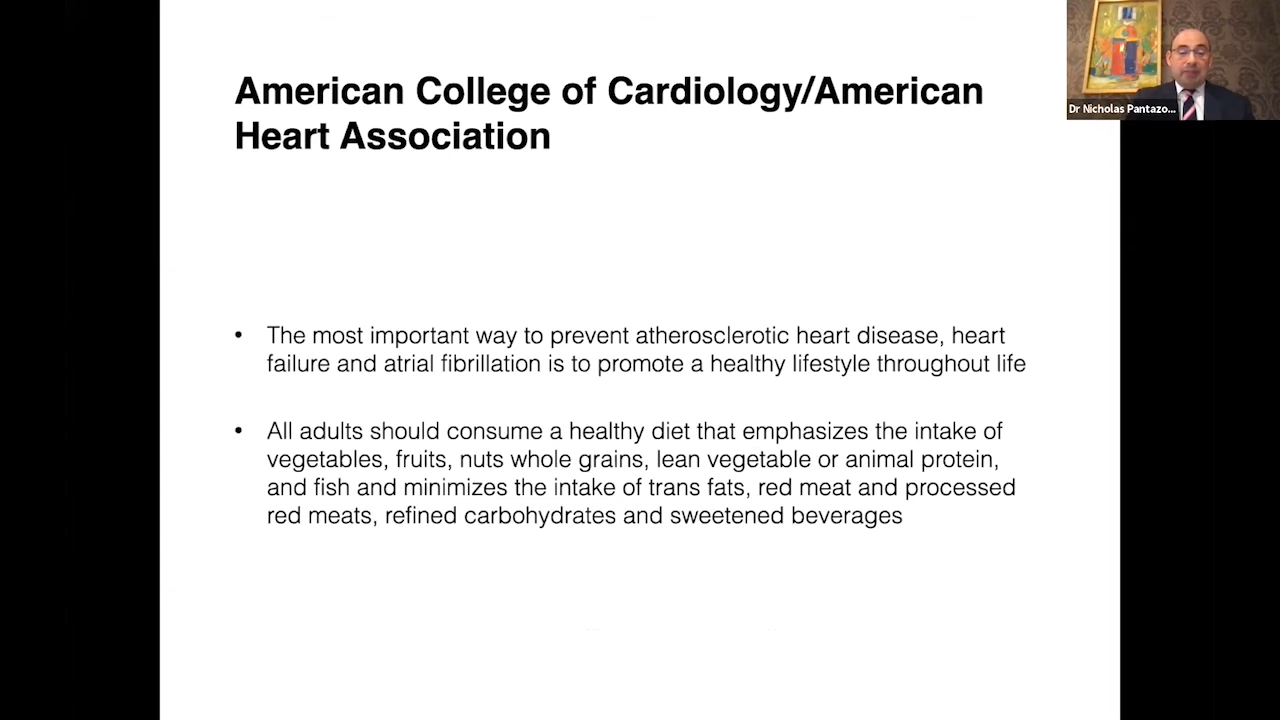 American College of Cardiology/American
Heart Association
• The most important way to prevent atherosclerotic heart disease, heart
failure and atrial fibrillation is to promote a healthy lifestyle throughout life
• All adults should consume a healthy diet that emphasizes the intake of
vegetables, fruits, nuts whole grains, lean vegetable or animal protein,
and fish and minimizes the intake of trans fats, red meat and processed
red meats, refined carbohydrates and sweetened beverages
Dr Nicholas Pantazo...